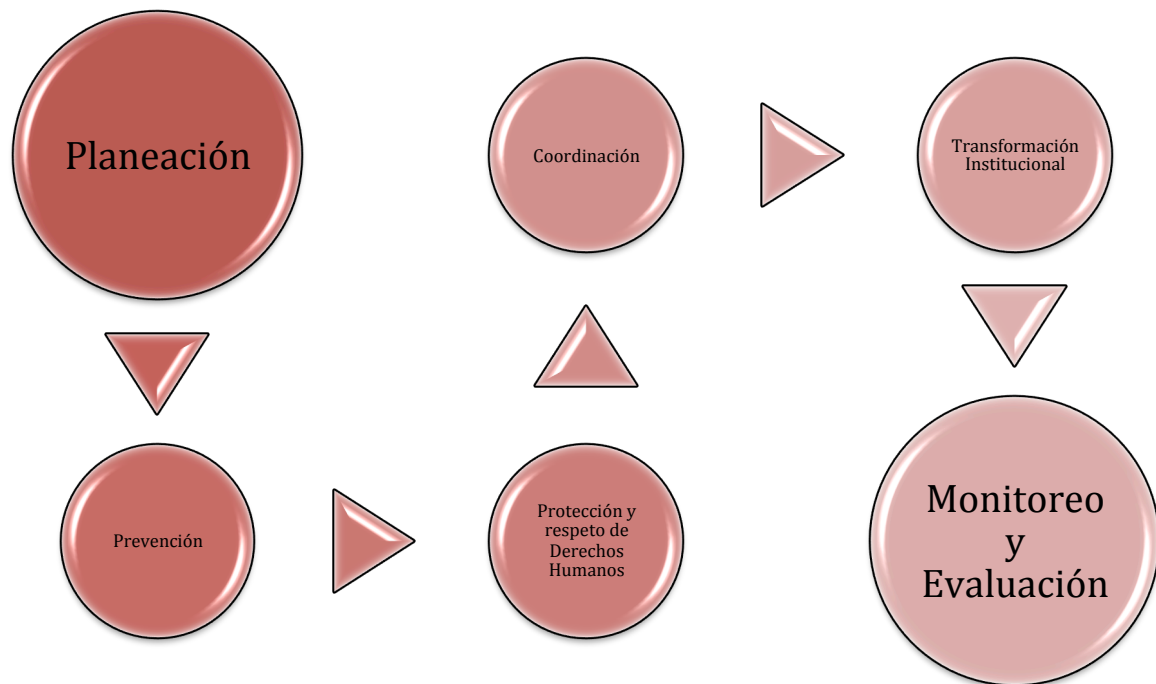 Planeación
Prevención
Protección y
respeto de
Derechos
Humanos
Coordinación
Transformación
Institucional
Monitoreo
y
Evaluación